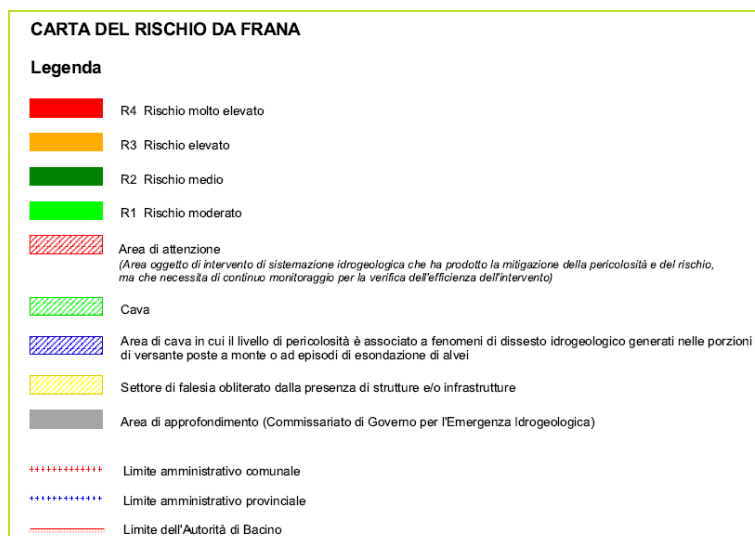 CARTA DEL RISCHIO DA FRANA
Legenda
R4 Rischio molto elevato
R3 Rischio elevato
R2 Rischio medio
R1 Rischio moderato
Area di attenzione
(Area oggetto di intervento di sistemazione idrogeologica che ha prodotto la mitigazione della pericolosità e del rischio,
ma che necessita di continuo monitoraggio per la verifica dell'efficienza dell'intervento)
Cava
Area di cava in cui il livello di pericolosità è associato a fenomeni di dissesto idrogeologico generati nelle porzioni
di versante poste a monte o ad episodi di esondazione di alvei
Settore di falesia obliterato dalla presenza di strutture e/o infrastrutture
Area di approfondimento (Commissariato di Governo per l'Emergenza Idrogeologica)
Limite amministrativo comunale
Limite amministrativo provinciale
Limite dell'Autorità di Bacino